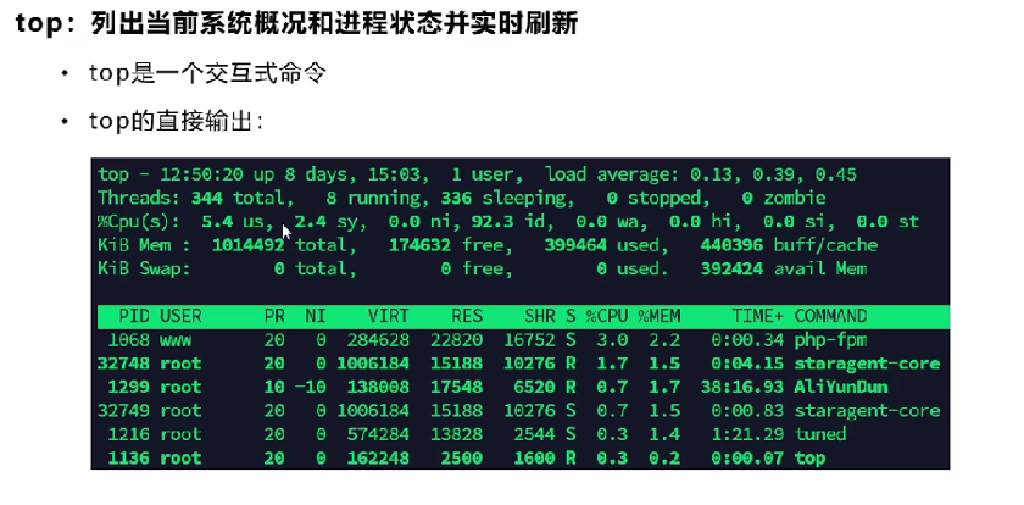 top: 列出当前系统概况和进程状态并实时刷新
• top是一个交互式命令
• top的直接输出:
top - 12:50:20 up 8 days, 15:03,  1 user,  load average: 0.13, 0.39, 0.45
Threads: 344 total,   8 running, 336 sleeping,   0 stopped,   0 zombie
%Cpu(s):  5.4 us,  2.4 sy,  0.0 ni, 92.3 id,  0.0 wa,  0.0 hi,  0.0 si,  0.0 st
KiB Mem :  1014492 total,   174632 free,   399464 used,   440396 buff/cache
KiB Swap:        0 total,        0 free,        0 used.   392424 avail Mem
PID USER      PR  NI    VIRT    RES    SHR S %CPU %MEM     TIME+ COMMAND
1068 www       20   0  284628  22820  16752 S  3.0  2.2   0:00.34 php-fpm
32748 root      20   0 1006184  15188  10276 R  1.7  1.5   0:04.15 staragent-core
1299 root      10 -10  138008  17548   6520 R  0.7  1.7  38:16.93 AliYunDun
32749 root      20   0 1006184  15188  10276 S  0.7  1.5   0:00.83 staragent-core
1216 root      20   0  574284  13828   2544 S  0.3  1.4   1:21.29 tuned
1136 root      20   0  162248   2500   1600 R  0.3  0.2   0:00.07 top